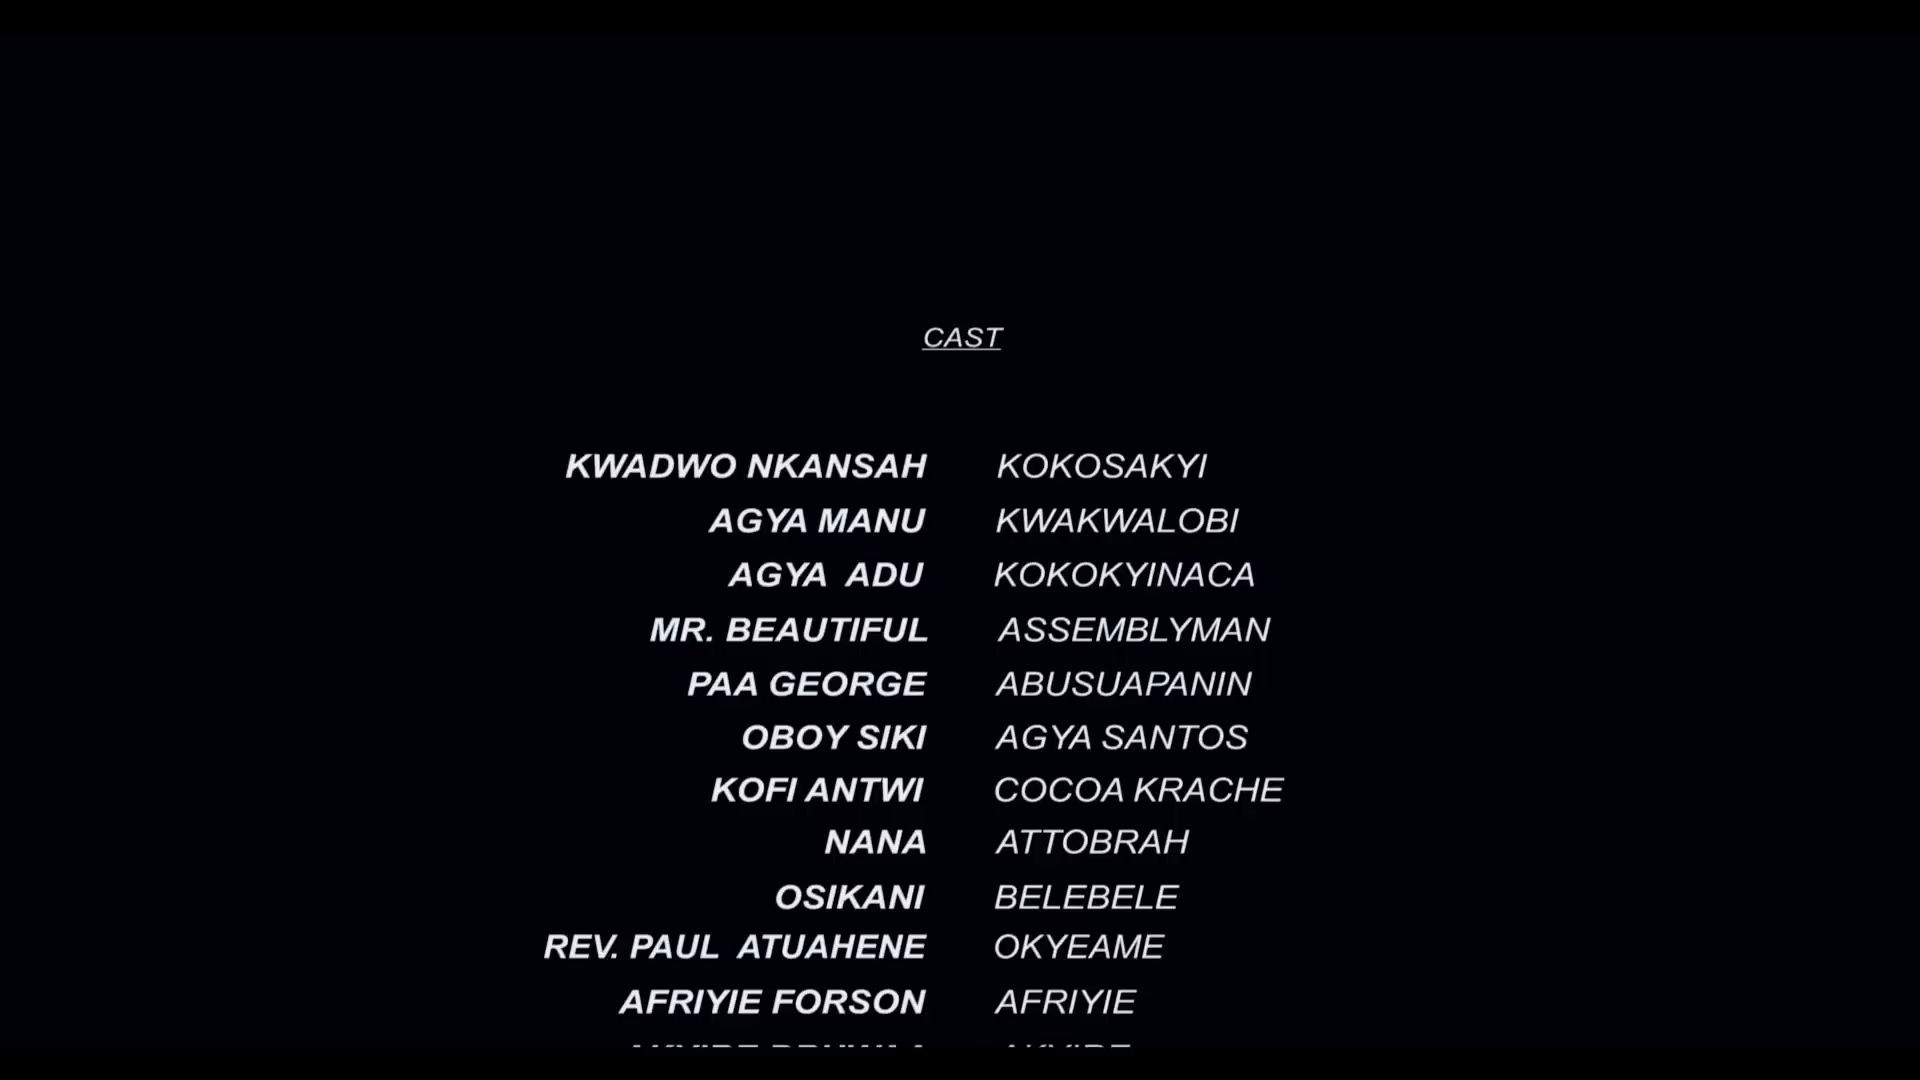 CAST
KWADWO NKANSAH KOKOSAKYI
AGYA MANU KWAKWALOBI
AGYA ADU KOKOKYINACA
MR. BEAUTIFUL ASSEMBLYMAN
PAA GEORGE ABUSUAPANIN
OBOY SIKI AGYA SANTOS
KOFI ANTWI COCOA KRACHE
NANA ATTOBRAH
OSIKANI BELEBELE
REV. PAUL ATUAHENE OKYEAME
AFRIYIE FORSON AFRIYIE